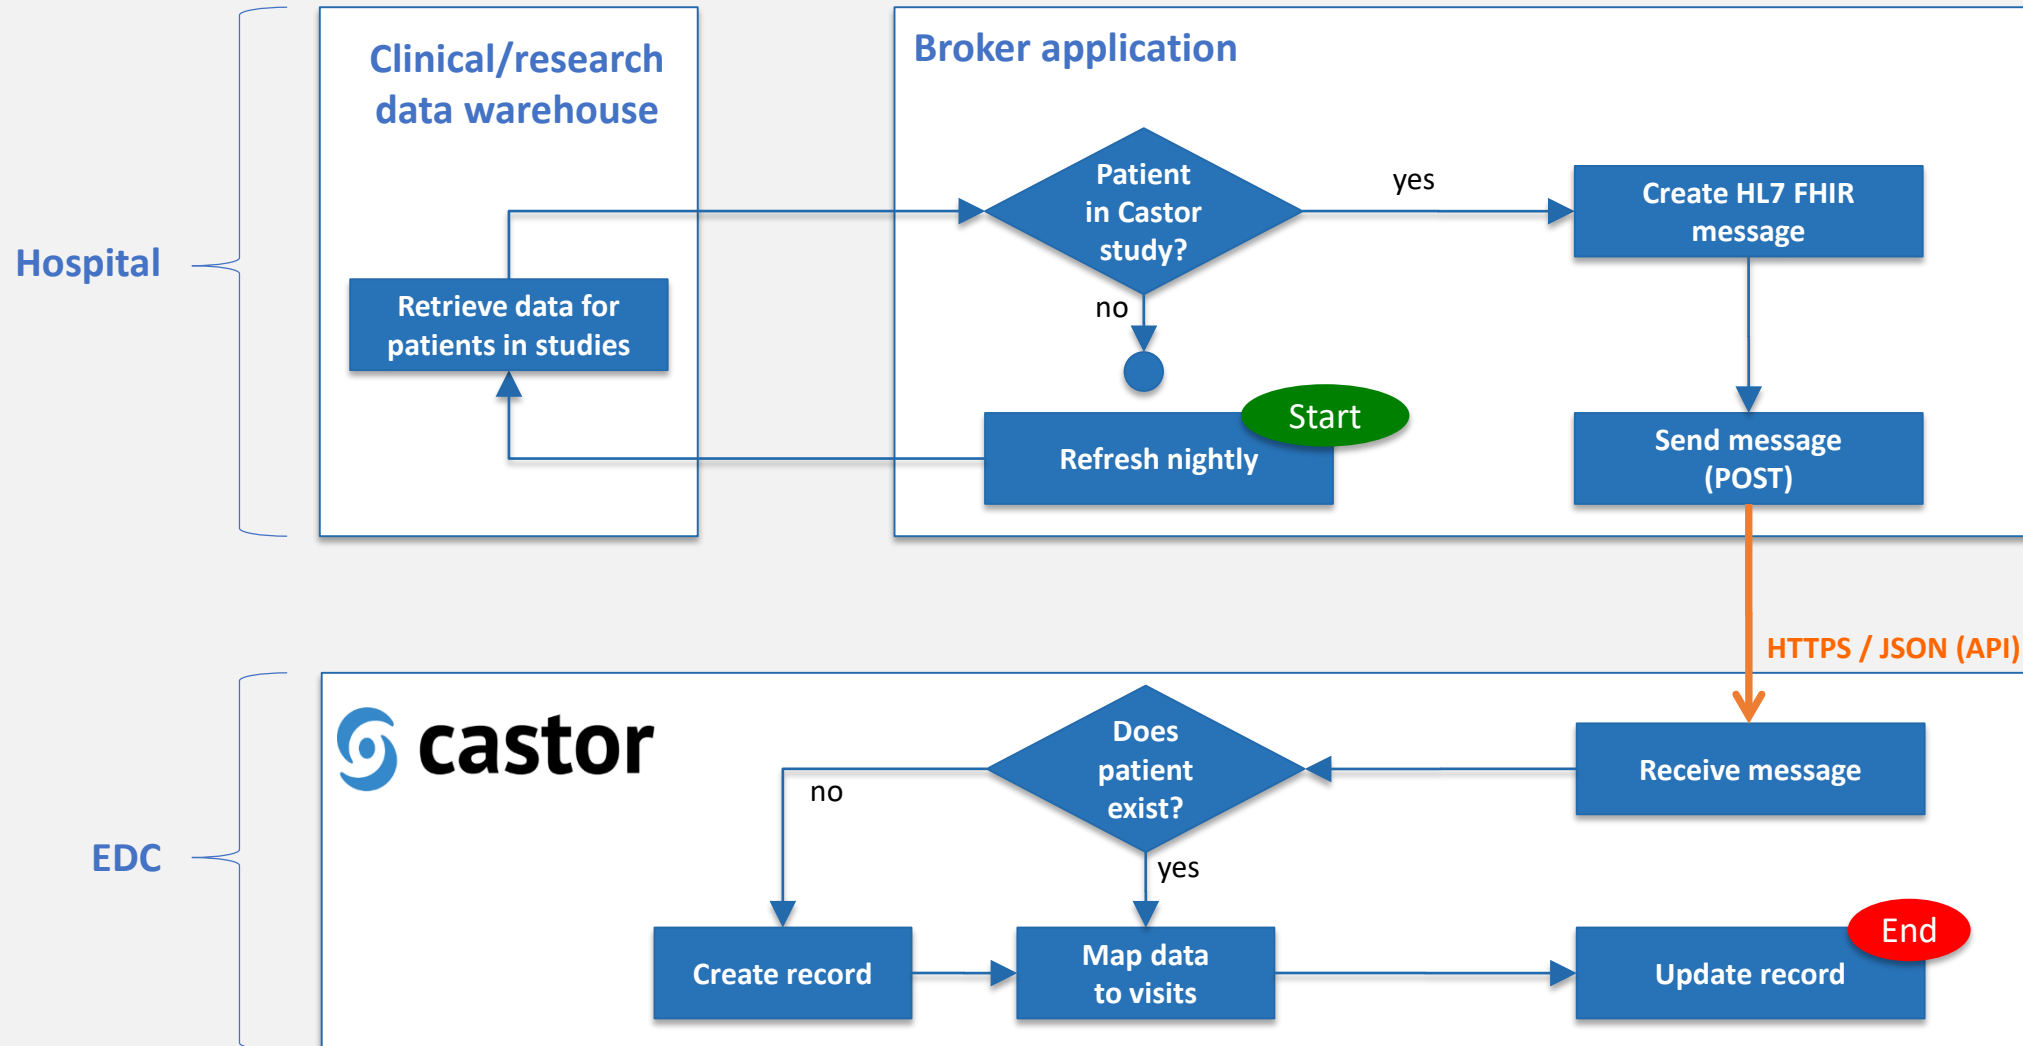 Hospital
Clinical/research
data warehouse
Retrieve data for
patients in studies
Broker application
Patient
in Castor
study?
yes
no
Create HL7 FHIR
message
Start
Refresh nightly
Send message
(POST)
HTTPS / JSON (API)
EDC
castor
Does
patient
exist?
no
yes
Receive message
Create record
Map data
to visits
End
Update record